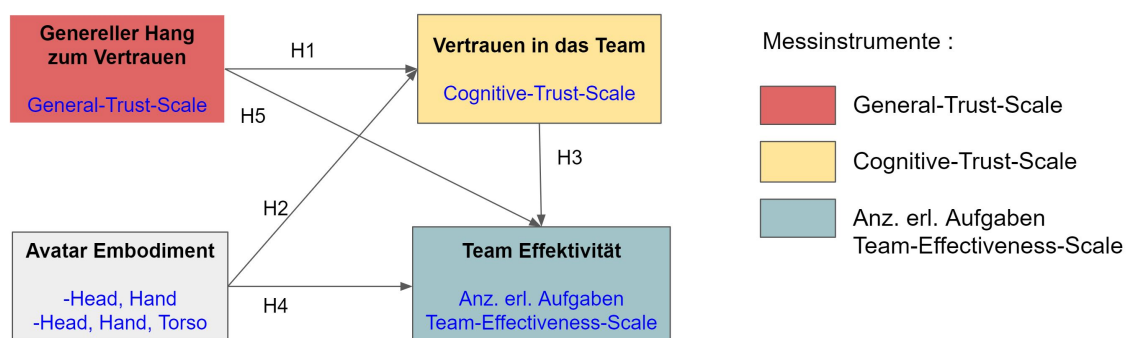 Genereller Hang
zum Vertrauen
General-Trust-Scale
H1
H5
Vertrauen in das Team
Cognitive-Trust-Scale
H3
H2
Avatar Embodiment
-Head, Hand
-Head, Hand, Torso
H4
Team Effektivität
Anz. erl. Aufgaben
Team-Effectiveness-Scale
Messinstrumente :
General-Trust-Scale
Cognitive-Trust-Scale
Anz. erl. Aufgaben
Team-Effectiveness-Scale